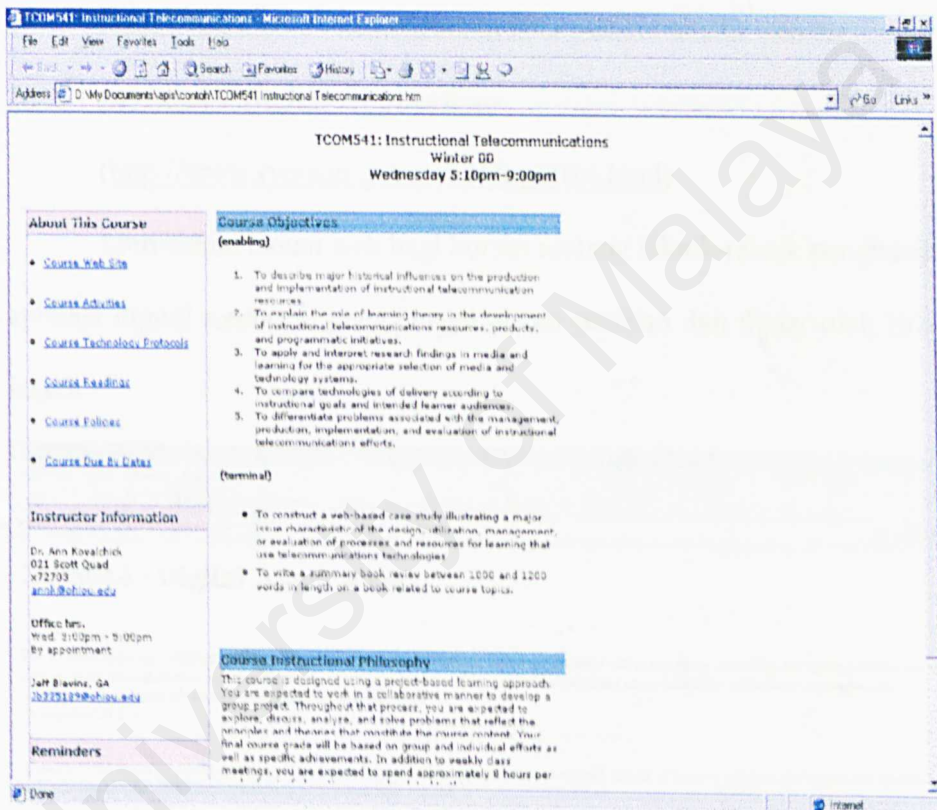 TCOM541: Instructional Telecommunications - Microsoft Internet Explorer
File Edit View Favorites Tools Help
Search Favorites History
Address D:\My Documents\apis\contoh\TCOM541 Instructional Telecommunications.htm Go Links »
TCOM541: Instructional Telecommunications
Winter 00
Wednesday 5:10pm-9:00pm
About This Course
Course Web Site
Course Activities
Course Technology Protocols
Course Readings
Course Polices
Course Due By Dates
Instructor Information
Dr. Ann Kovalchick
021 Scott Quad
x72703
annk@ohiou.edu
Office hrs.
Wed. 2:00pm - 5:00pm
By appointment
Jeff Blevins, GA
Reminders
Course Objectives
(enabling)
1. To describe major historical influences on the production
and implementation of instructional telecommunication
resources.
2. To explain the role of learning theory in the development
of instructional telecommunications resources, products,
and programmatic initiatives.
3. To apply and interpret research findings in media and
learning for the appropriate selection of media and
technology systems.
4. To compare technologies of delivery according to
instructional goals and intended learner audiences.
5. To differentiate problems associated with the management,
production, implementation, and evaluation of instructional
telecommunications efforts.
(terminal)
• To construct a web-based case study illustrating a major
issue characteristic of the design, utilization, management,
or evaluation of processes and resources for learning that
use telecommunications technologies.
• To write a summary book review between 1000 and 1200
words in length on a book related to course topics.
Course Instructional Philosophy
This course is designed using a project-based learning approach.
You are expected to work in a collaborative manner to develop a
group project. Throughout that process, you are expected to
explore, discuss, analyze, and solve problems that reflect the
principles and theories that constitute the course content. Your
final course grade will be based on group and individual efforts as
well as specific achievements. In addition to weekly class
meetings, you are expected to spend approximately 8 hours per
Done Internet
University of Malaya